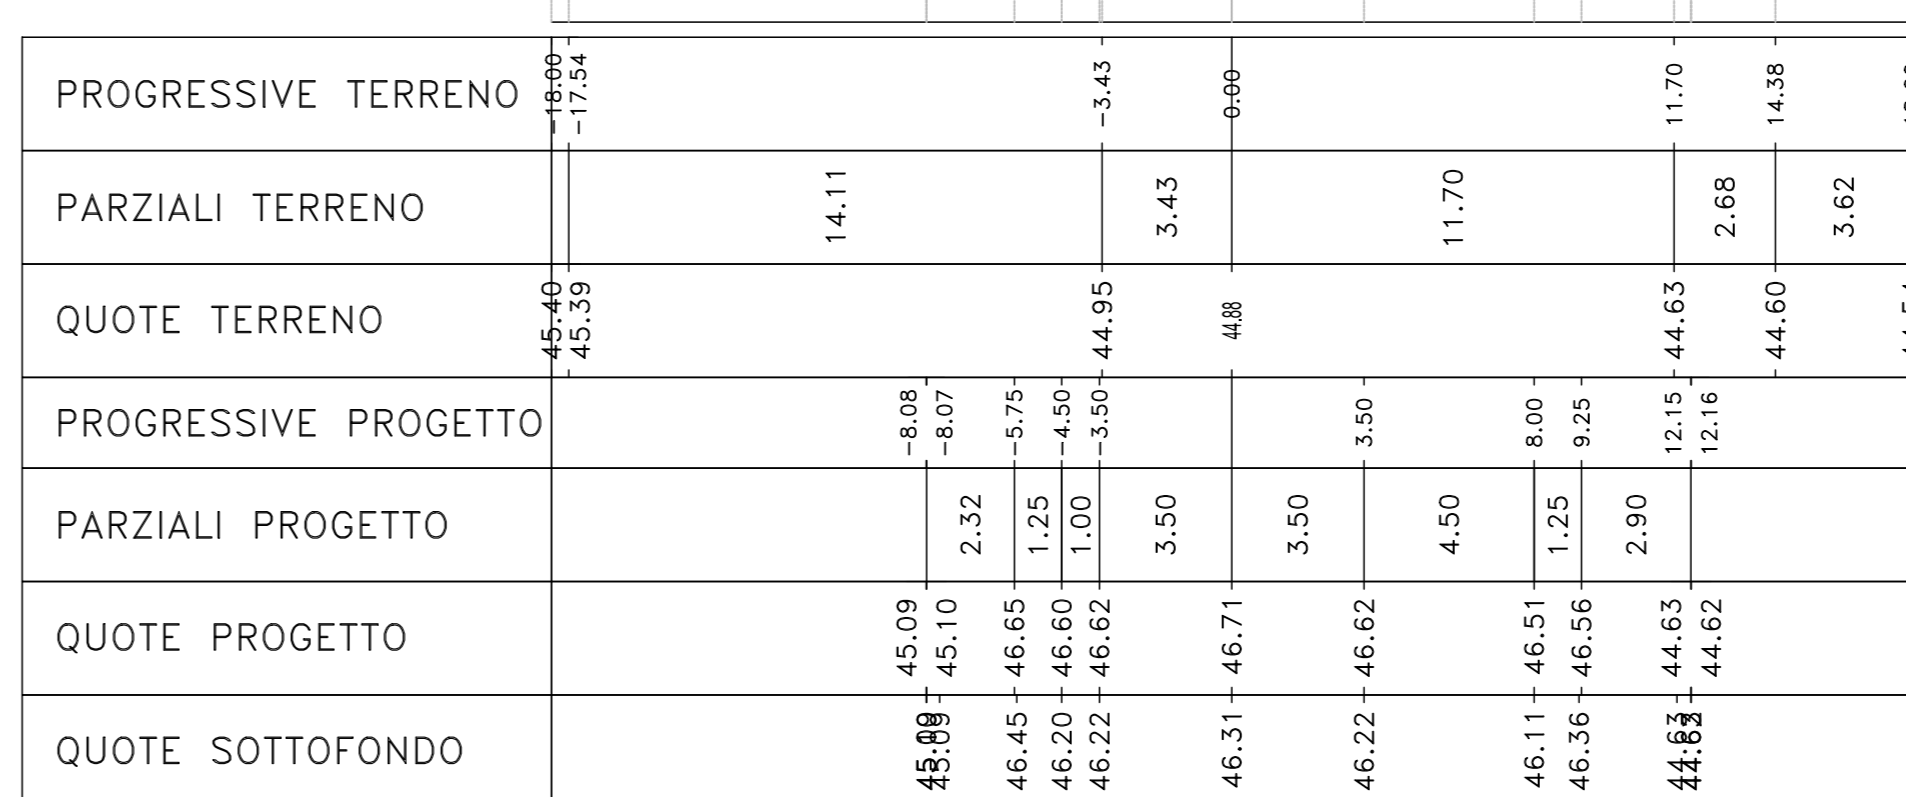 PROGRESSIVE TERRENO -18.00 -17.54 -3.43 0.00 11.70 14.38
PARZIALI TERRENO 14.11 3.43 11.70 2.68 3.62
QUOTE TERRENO 45.40 45.39 44.95 44.88 44.63 44.60
PROGRESSIVE PROGETTO -8.08 -8.07 -5.75 -4.50 -3.50 3.50 8.00 9.25 12.15 12.16
PARZIALI PROGETTO 2.32 1.25 1.00 3.50 3.50 4.50 1.25 2.90
QUOTE PROGETTO 45.09 45.10 46.65 46.60 46.62 46.71 46.62 46.51 46.56 44.63 44.62
QUOTE SOTTOFONDO 45.09 46.45 46.20 46.22 46.31 46.22 46.11 46.36 44.63